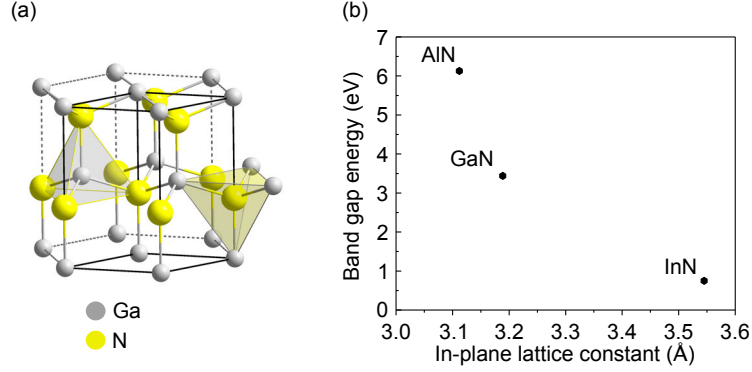 (a)
Ga
N
(b)
Band gap energy (eV)
7
6
5
4
3
2
1
0
AlN
GaN
InN
3.0 3.1 3.2 3.3 3.4 3.5 3.6
In-plane lattice constant (Å)